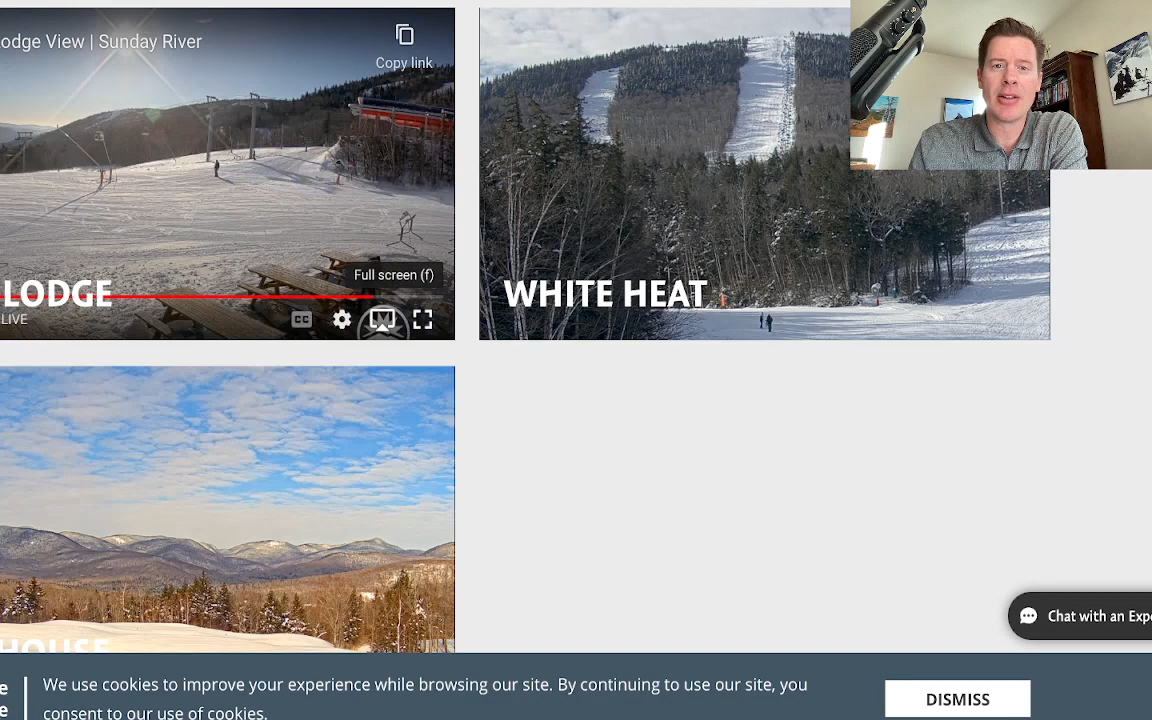 odge View | Sunday River
Copy link
Full screen (f)
LODGE
LIVE
CC
WHITE HEAT
HOUSE
Chat with an Expe
e
e
We use cookies to improve your experience while browsing our site. By continuing to use our site, you
consent to our use of cookies.
DISMISS